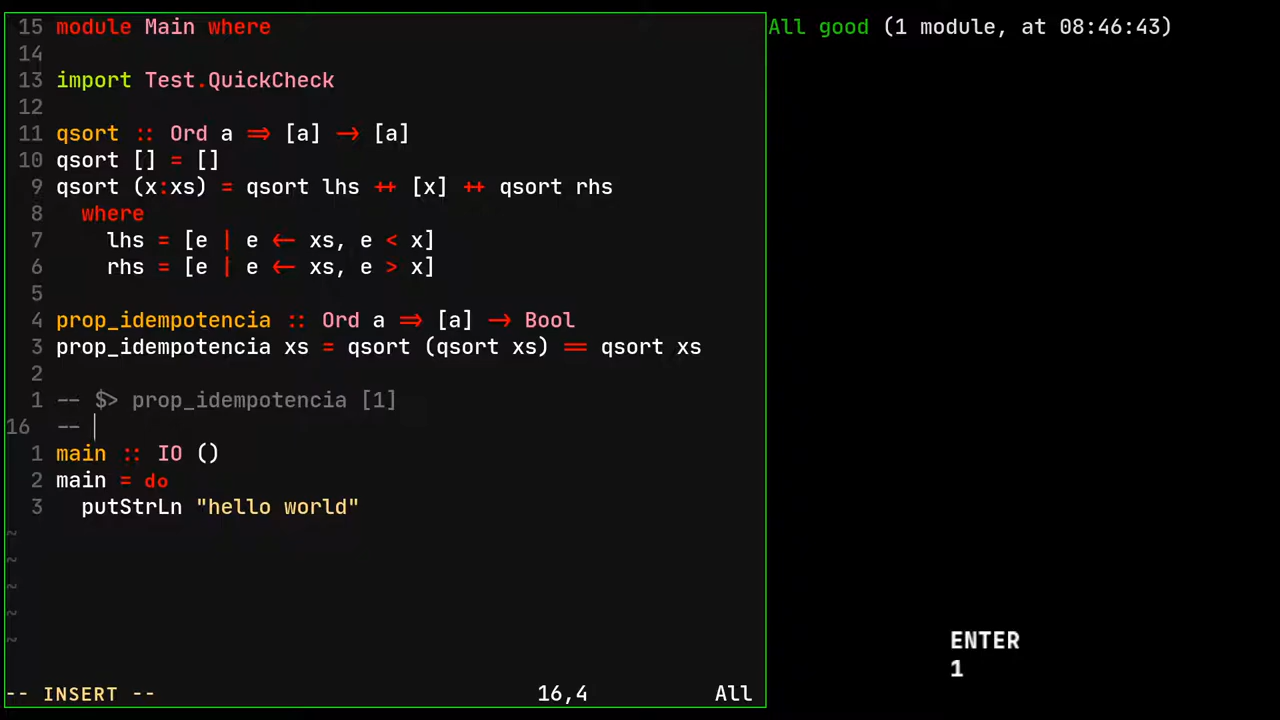 15 module Main where
14
13 import Test.QuickCheck
12
11 qsort :: Ord a => [a] -> [a]
10 qsort [] = []
9 qsort (x:xs) = qsort lhs ++ [x] ++ qsort rhs
8   where
7     lhs = [e | e <- xs, e < x]
6     rhs = [e | e <- xs, e > x]
5
4 prop_idempotencia :: Ord a => [a] -> Bool
3 prop_idempotencia xs = qsort (qsort xs) == qsort xs
2
1 -- $> prop_idempotencia [1]
16 --
1 main :: IO ()
2 main = do
3   putStrLn "hello world"
~
~
~
~
~
-- INSERT -- 16,4 All
All good (1 module, at 08:46:43)
ENTER
1